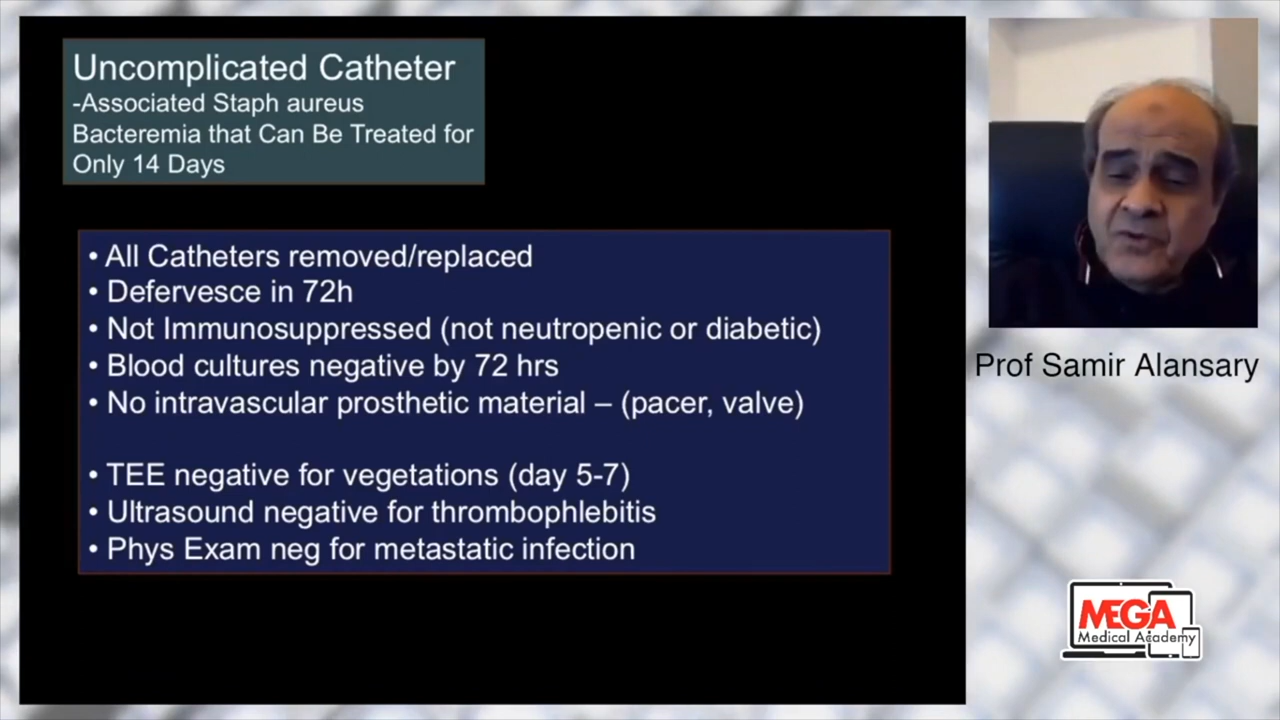 Uncomplicated Catheter
-Associated Staph aureus
Bacteremia that Can Be Treated for
Only 14 Days
• All Catheters removed/replaced
• Defervesce in 72h
• Not Immunosuppressed (not neutropenic or diabetic)
• Blood cultures negative by 72 hrs
• No intravascular prosthetic material – (pacer, valve)
• TEE negative for vegetations (day 5-7)
• Ultrasound negative for thrombophlebitis
• Phys Exam neg for metastatic infection
Prof Samir Alansary
MEGA
Medical Academy